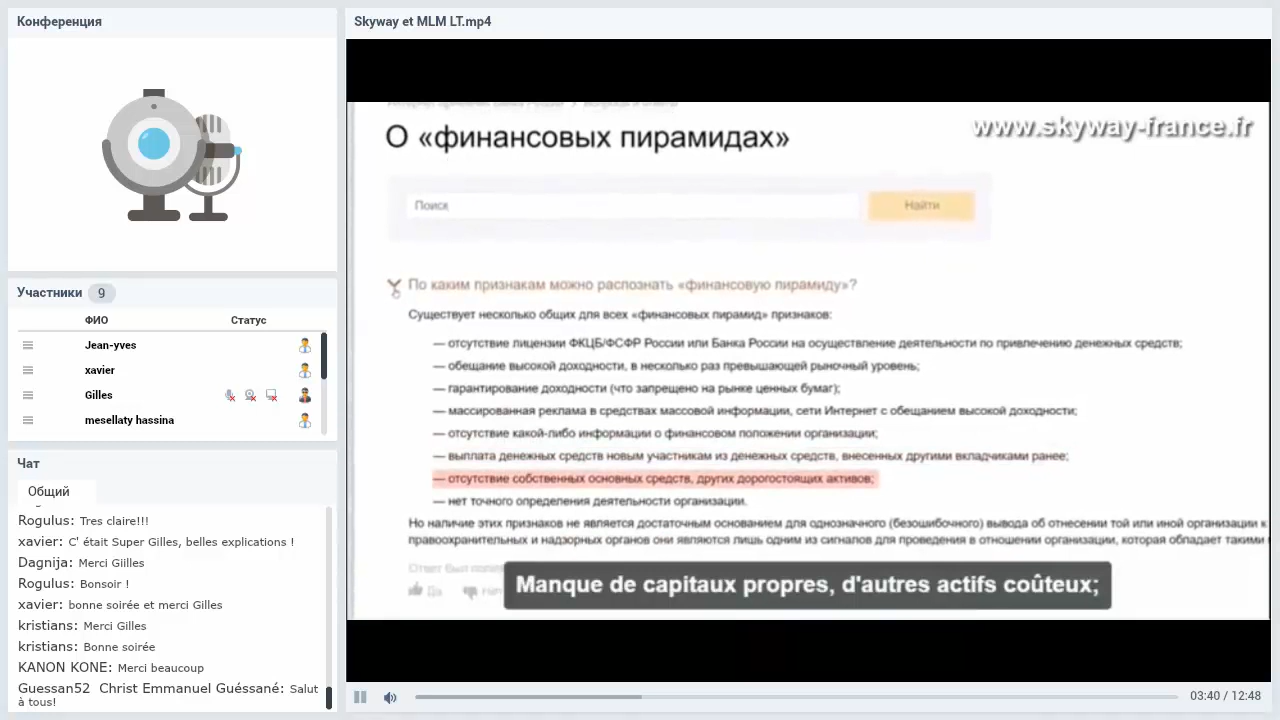 Конференция
Skyway et MLM LT.mp4
О «финансовых пирамидах»
www.skyway-france.fr
Поиск
Найти
По каким признакам можно распознать «финансовую пирамиду»?
Существует несколько общих для всех «финансовых пирамид» признаков:
— отсутствие лицензии ФКЦБ/ФСФР России или Банка России на осуществление деятельности по привлечению денежных средств;
— обещание высокой доходности, в несколько раз превышающей рыночный уровень;
— гарантирование доходности (что запрещено на рынке ценных бумаг);
— массированная реклама в средствах массовой информации, сети Интернет с обещанием высокой доходности;
— отсутствие какой-либо информации о финансовом положении организации;
— выплата денежных средств новым участникам из денежных средств, внесенных другими вкладчиками ранее;
— отсутствие собственных основных средств, других дорогостоящих активов;
— нет точного определения деятельности организации.
Но наличие этих признаков не является достаточным основанием для однозначного (безошибочного) вывода об отнесении той или иной организации к
правоохранительных и надзорных органов они являются лишь одним из сигналов для проведения в отношении организации, которая обладает такими
Ответ был
Да
Manque de capitaux propres, d'autres actifs coûteux;
03:40 / 12:48
Участники 9
ФИО Статус
Jean-yves
xavier
Gilles
mesellaty hassina
Чат
Общий
Rogulus: Tres claire!!!
xavier: C' était Super Gilles, belles explications !
Dagnija: Merci Giilles
Rogulus: Bonsoir !
xavier: bonne soirée et merci Gilles
kristians: Merci Gilles
kristians: Bonne soirée
KANON KONE: Merci beaucoup
Guessan52 Christ Emmanuel Guéssané: Salut
à tous!